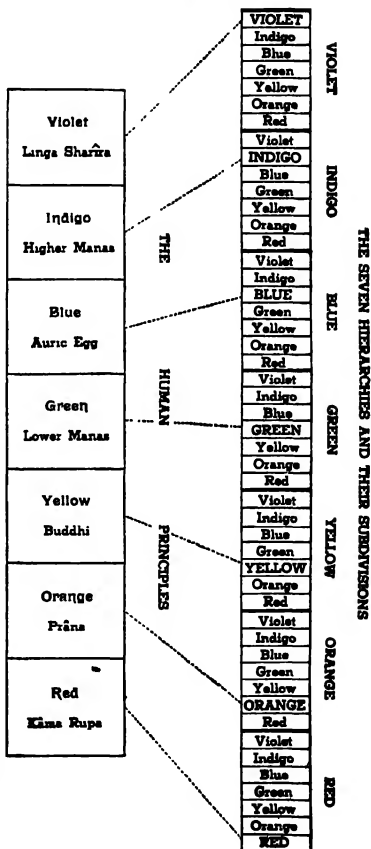 Violet
Linga Sharîra
Indigo
Higher Manas
Blue
Auric Egg
Green
Lower Manas
Yellow
Buddhi
Orange
Prâna
Red
Kâma Rupa
THE
HUMAN
PRINCIPLES
VIOLET
Indigo
Blue
Green
Yellow
Orange
Red
Violet
INDIGO
Blue
Green
Yellow
Orange
Red
Violet
Indigo
BLUE
Green
Yellow
Orange
Red
Violet
Indigo
Blue
GREEN
Yellow
Orange
Red
Violet
Indigo
Blue
Green
YELLOW
Orange
Red
Violet
Indigo
Blue
Green
Yellow
ORANGE
Red
Violet
Indigo
Blue
Green
Yellow
Orange
RED
VIOLET
INDIGO
BLUE
GREEN
YELLOW
ORANGE
RED
THE SEVEN HIERARCHIES AND THEIR SUBDIVISIONS